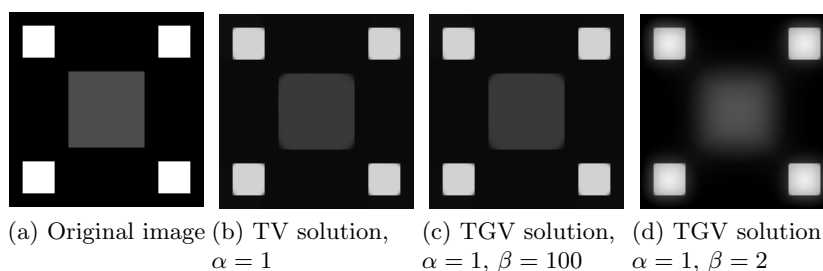 (a) Original image (b) TV solution, (c) TGV solution, (d) TGV solution
α = 1 α = 1, β = 100 α = 1, β = 2